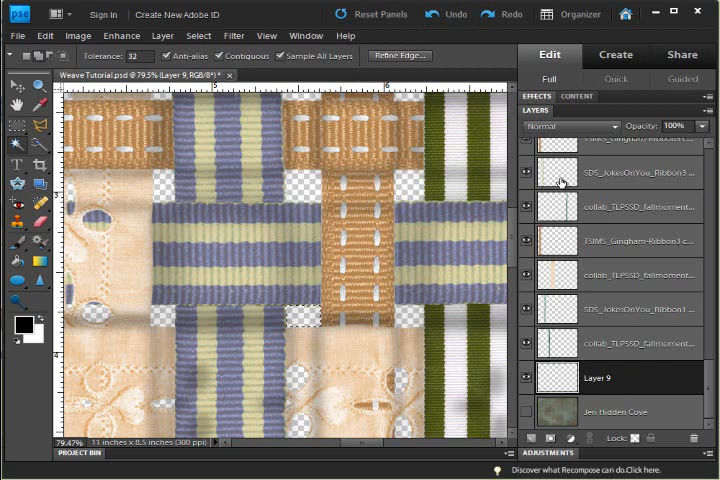 pse Sign In Create New Adobe ID Reset Panels Undo Redo Organizer
File Edit Image Enhance Layer Select Filter View Window Help
Tolerance: 32 Anti-alias Contiguous Sample All Layers Refine Edge...
Edit Create Share
Full Quick Guided
Weave Tutorial.psd @ 79.5% (Layer 9, RGB/8*) * ×
5 6
3
4
EFFECTS CONTENT
LAYERS
Normal Opacity: 100%
SDS_JokesOnYou_Ribbon3 ...
collab_TLPSSD_fallmoment...
TSIMS_Gingham-Ribbon3 c...
collab_TLPSSD_fallmoment...
SDS_JokesOnYou_Ribbon1 ...
collab_TLPSSD_fallmoment...
Layer 9
Jen Hidden Cove
Lock:
79.47% 11 inches x 8.5 inches (300 ppi)
PROJECT BIN
ADJUSTMENTS
Discover what Recompose can do.Click here.